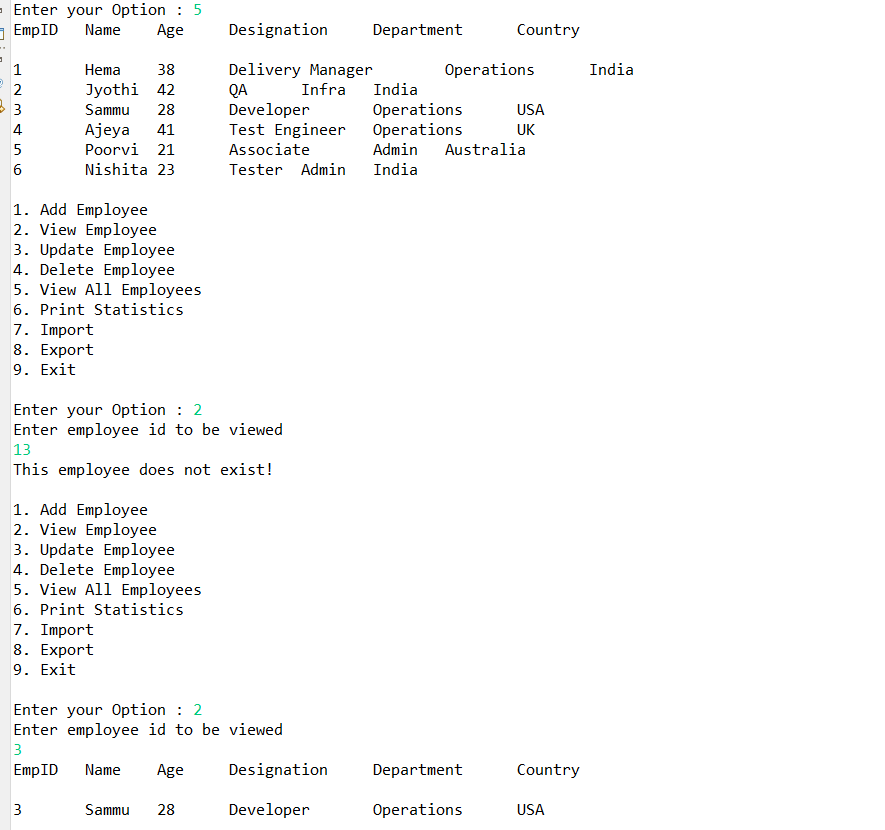 Enter your Option : 5
EmpID Name Age Designation Department Country
1 Hema 38 Delivery Manager Operations India
2 Jyothi 42 QA Infra India
3 Sammu 28 Developer Operations USA
4 Ajeya 41 Test Engineer Operations UK
5 Poorvi 21 Associate Admin Australia
6 Nishita 23 Tester Admin India
1. Add Employee
2. View Employee
3. Update Employee
4. Delete Employee
5. View All Employees
6. Print Statistics
7. Import
8. Export
9. Exit
Enter your Option : 2
Enter employee id to be viewed
13
This employee does not exist!
1. Add Employee
2. View Employee
3. Update Employee
4. Delete Employee
5. View All Employees
6. Print Statistics
7. Import
8. Export
9. Exit
Enter your Option : 2
Enter employee id to be viewed
3
EmpID Name Age Designation Department Country
3 Sammu 28 Developer Operations USA